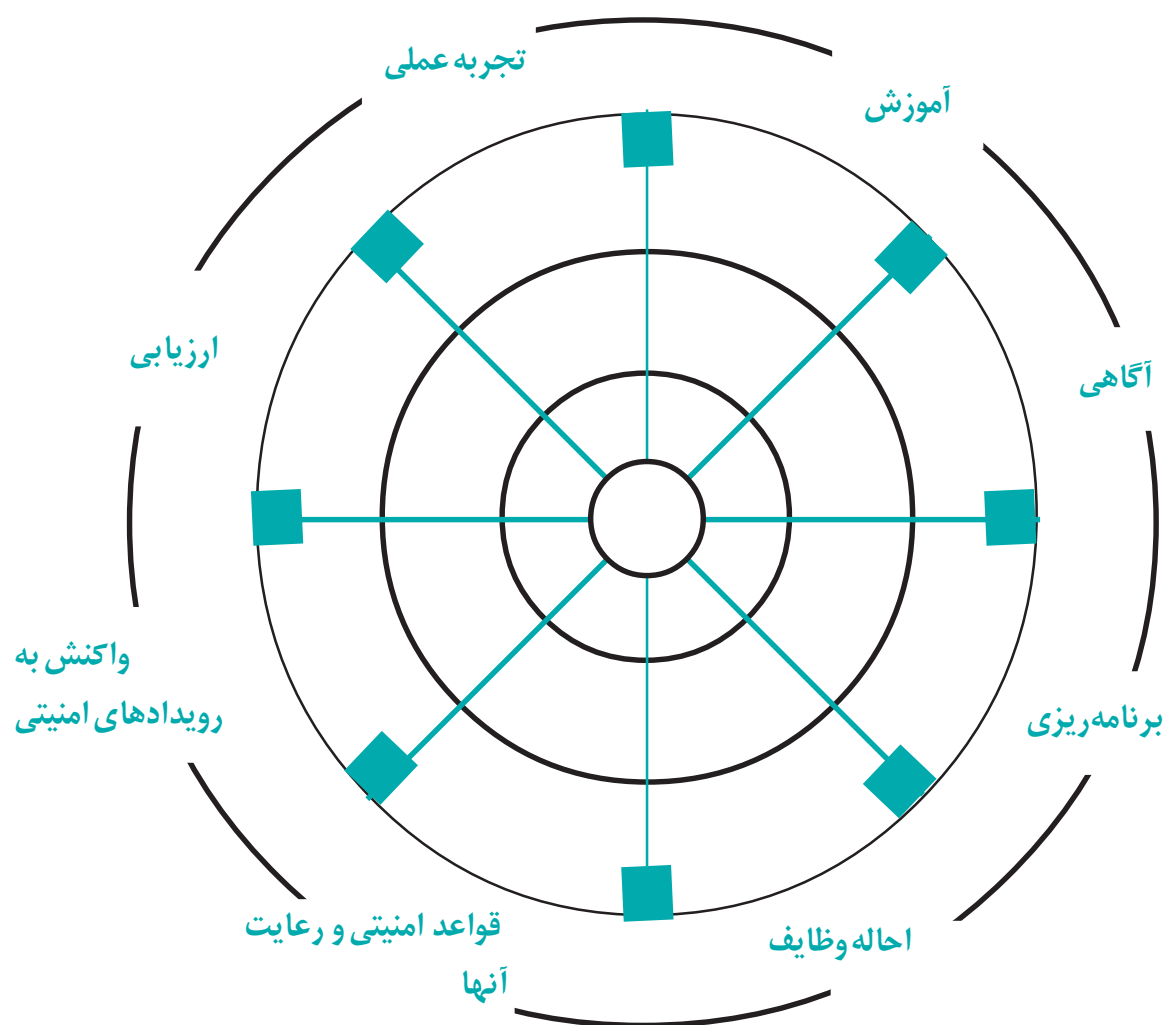 تجربه عملی
آموزش
ارزیابی
آگاهی
واکنش به
رویدادهای امنیتی
برنامه‌ریزی
قواعد امنیتی و رعایت
آنها
احاله وظایف